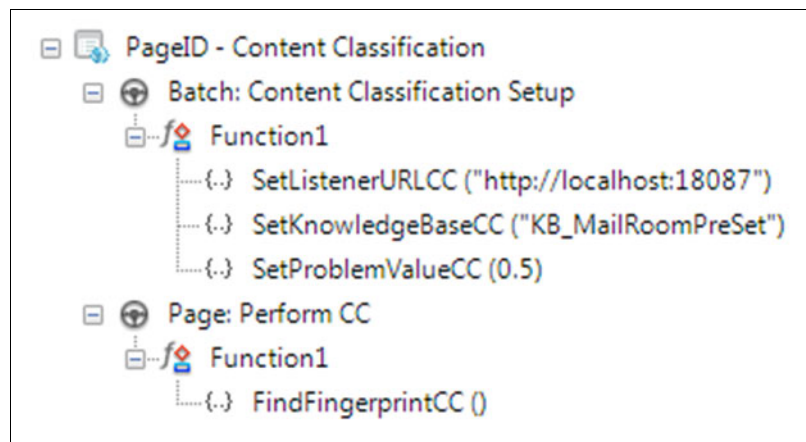 PageID - Content Classification
Batch: Content Classification Setup
Function1
{..} SetListenerURLCC ("http://localhost:18087")
{..} SetKnowledgeBaseCC ("KB_MailRoomPreSet")
{..} SetProblemValueCC (0.5)
Page: Perform CC
Function1
{..} FindFingerprintCC ()